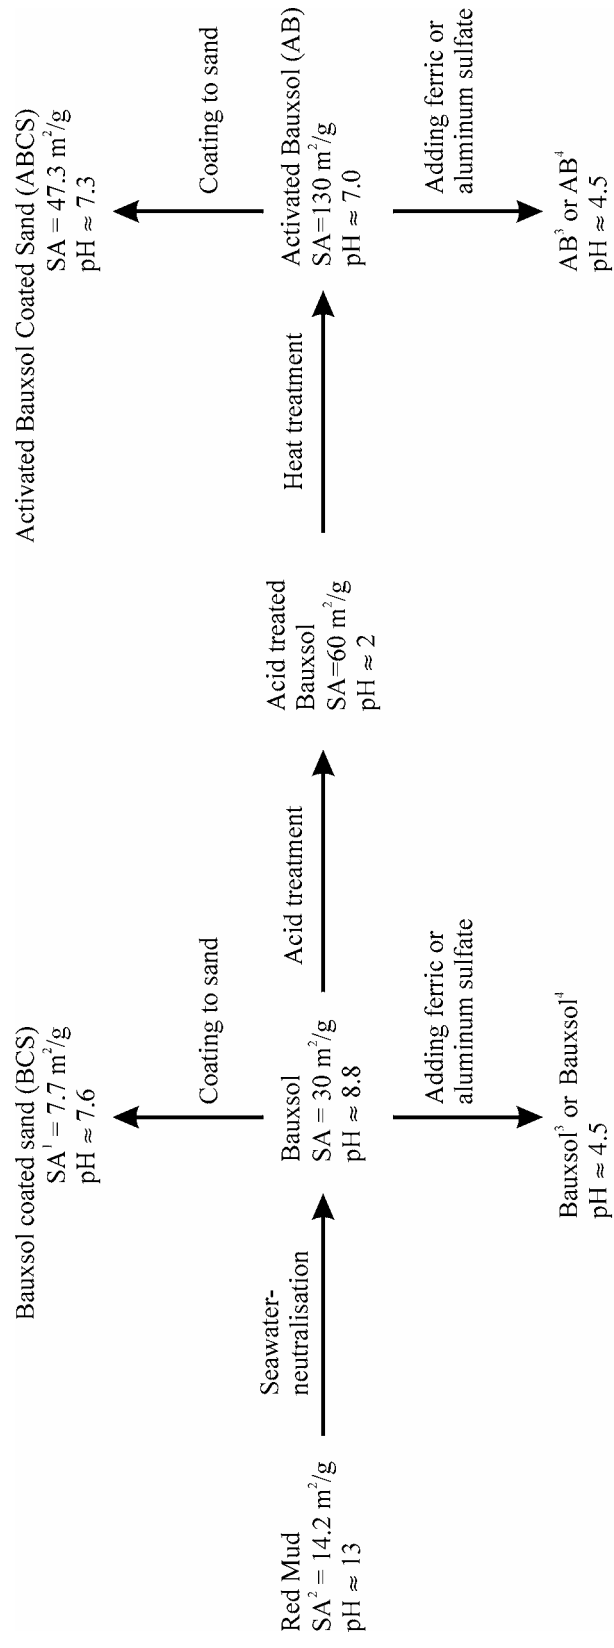 Red Mud
SA² = 14.2 m²/g
pH ≈ 13
Seawater-
neutralisation
Bauxsol coated sand (BCS)
SA¹ = 7.7 m²/g
pH ≈ 7.6
Coating to sand
Bauxsol
SA = 30 m²/g
pH ≈ 8.8
Adding ferric or
aluminum sulfate
Bauxsol³ or Bauxsol⁴
pH ≈ 4.5
Acid treatment
Acid treated
Bauxsol
SA=60 m²/g
pH ≈ 2
Heat treatment
Activated Bauxsol Coated Sand (ABCS)
SA = 47.3 m²/g
pH ≈ 7.3
Coating to sand
Activated Bauxsol (AB)
SA=130 m²/g
pH ≈ 7.0
Adding ferric or
aluminum sulfate
AB³ or AB⁴
pH ≈ 4.5